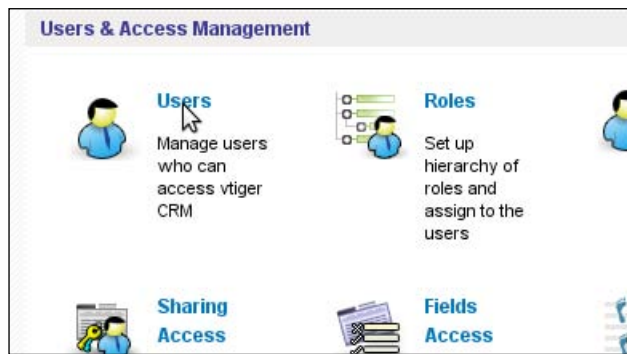 Users & Access Management
Users
Manage users
who can
access vtiger
CRM
Roles
Set up
hierarchy of
roles and
assign to the
users
Sharing
Access
Fields
Access